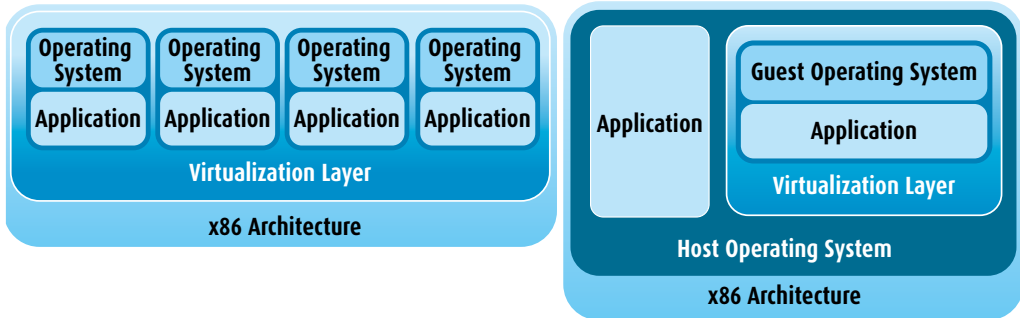 Operating
System
Application
Operating
System
Application
Operating
System
Application
Operating
System
Application
Virtualization Layer
x86 Architecture
Application
Guest Operating System
Application
Virtualization Layer
Host Operating System
x86 Architecture